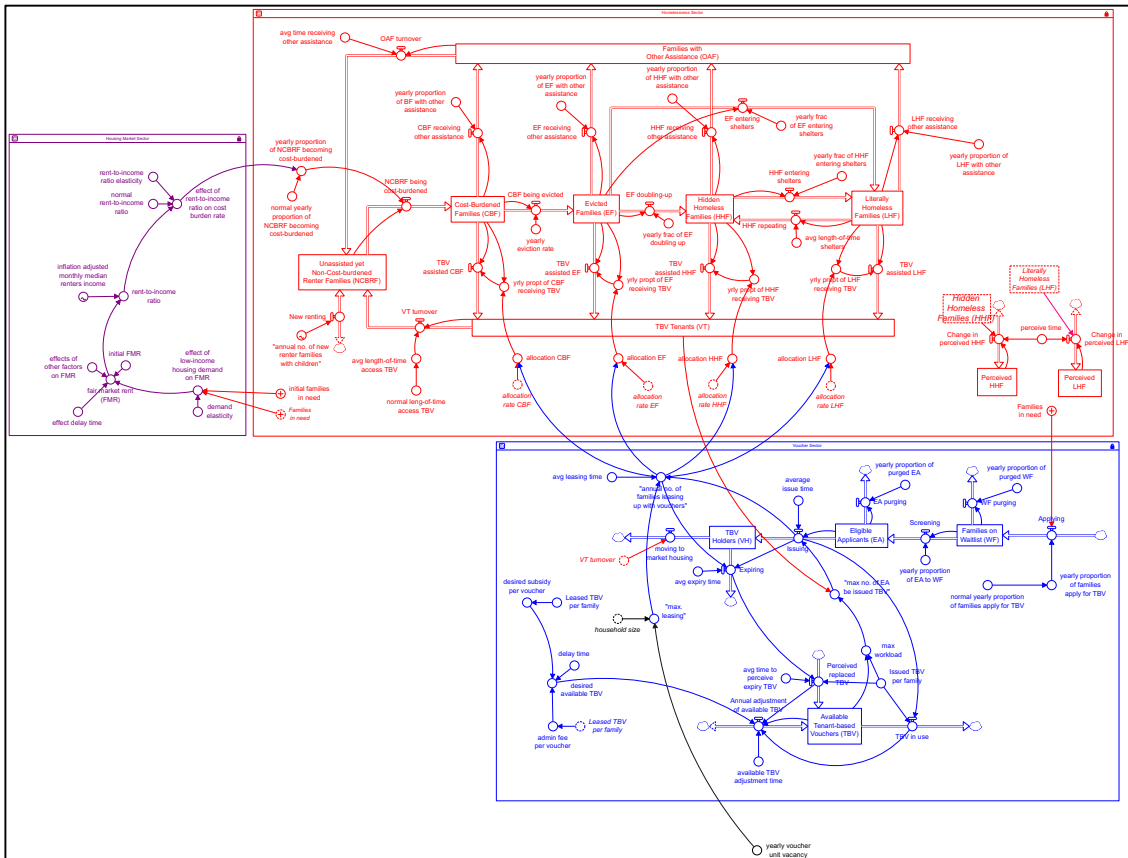 Homelessness Sector
avg time receiving
other assistance
OAF turnover
Families with
Other Assistance (OAF)
yearly proportion
of BF with other
assistance
yearly proportion
of EF with other
assistance
yearly proportion of
HHF with other
assistance
CBF receiving
other assistance
EF receiving
other assistance
HHF receiving
other assistance
EF entering
shelters
yearly frac of
EF entering
shelters
LHF receiving
other assistance
yearly proportion of
LHF with other
assistance
yearly proportion
of NCBRF becoming
cost-burdened
normal yearly
proportion of
NCBRF becoming
cost-burdened
NCBRF being
cost-burdened
Cost-Burdened
Families (CBF)
CBF being evicted
yearly
eviction rate
Evicted
Families (EF)
EF doubling-up
yearly frac of EF
doubling up
Hidden
Homeless
Families (HHF)
HHF entering
shelters
yearly frac of HHF
entering shelters
HHF repeating
avg length-of-time
shelters
Literally
Homeless
Families (LHF)
Unassisted yet
Non-Cost-burdened
Renter Families (NCBRF)
TBV
assisted CBF
yrly propt of CBF
receiving TBV
TBV
assisted EF
yrly propt of EF
receiving TBV
TBV
assisted HHF
yrly propt of HHF
receiving TBV
yrly propt of LHF
receiving TBV
TBV
assisted LHF
New renting
"annual no. of new
renter families
with children"
VT turnover
TBV Tenants (VT)
avg length-of-time
access TBV
normal leng-of-time
access TBV
allocation CBF
allocation
rate CBF
allocation EF
allocation
rate EF
allocation HHF
allocation
rate HHF
allocation LHF
allocation
rate LHF
Hidden
Homeless
Families (HHF)
Literally
Homeless
Families (LHF)
Change in
perceived HHF
perceive time
Change in
perceived LHF
Perceived
HHF
Perceived
LHF
initial families
in need
Families
in need
Families
in need
Housing Market Sector
rent-to-income
ratio elasticity
normal
rent-to-income
ratio
effect of
rent-to-income
ratio on cost
burden rate
inflation adjusted
monthly median
renters income
rent-to-income
ratio
effects of
other factors
on FMR
initial FMR
effect of
low-income
housing demand
on FMR
fair market rent
(FMR)
demand
elasticity
effect delay time
Voucher Sector
avg leasing time
"annual no. of
families leasing
up with vouchers"
average
issue time
yearly proportion of
purged EA
EA purging
yearly proportion of
purged WF
WF purging
TBV
Holders (VH)
Issuing
Eligible
Applicants (EA)
Screening
Families on
Waitlist (WF)
Applying
yearly proportion
of EA to WF
VT turnover
moving to
market housing
Expiring
avg expiry time
"max no. of EA
be issued TBV"
normal yearly proportion
of families apply for TBV
yearly proportion
of families
apply for TBV
desired subsidy
per voucher
Leased TBV
per family
household size
"max.
leasing"
delay time
desired
available TBV
max
workload
avg time to
perceive
expiry TBV
Perceived
replaced
TBV
Issued TBV
per family
admin fee
per voucher
Leased TBV
per family
Annual adjustment
of available TBV
Available
Tenant-based
Vouchers (TBV)
TBV in use
available TBV
adjustment time
yearly voucher
unit vacancy